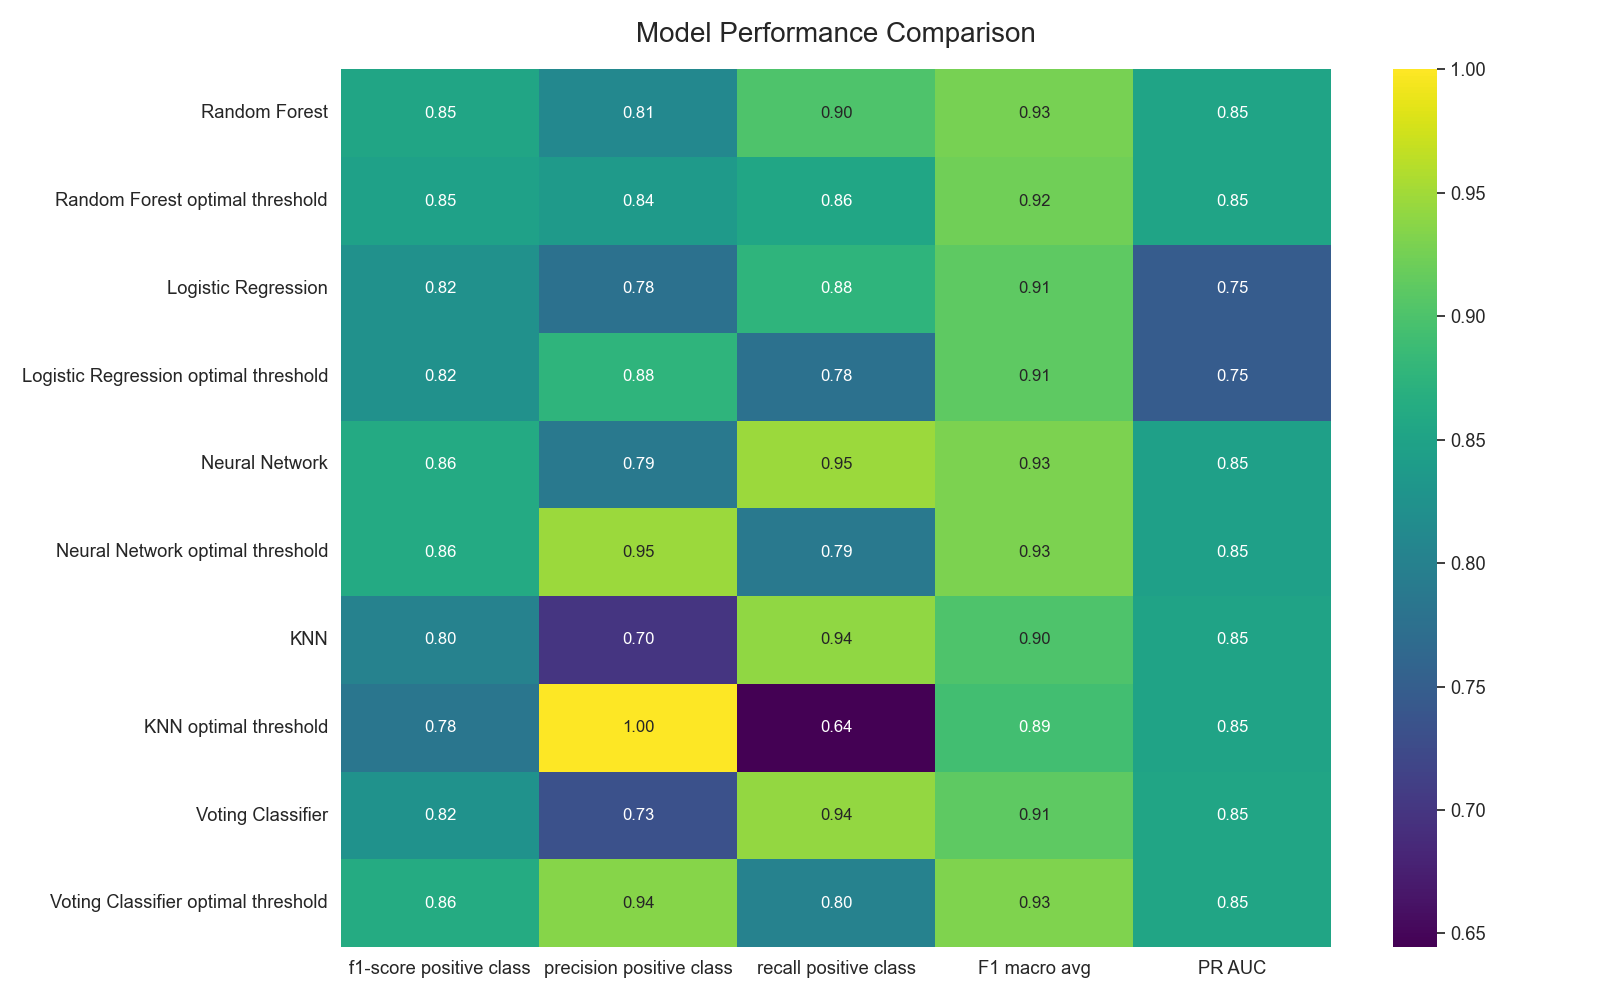 Model Performance Comparison
Random Forest 0.85 0.81 0.90 0.93 0.85
Random Forest optimal threshold 0.85 0.84 0.86 0.92 0.85
Logistic Regression 0.82 0.78 0.88 0.91 0.75
Logistic Regression optimal threshold 0.82 0.88 0.78 0.91 0.75
Neural Network 0.86 0.79 0.95 0.93 0.85
Neural Network optimal threshold 0.86 0.95 0.79 0.93 0.85
KNN 0.80 0.70 0.94 0.90 0.85
KNN optimal threshold 0.78 1.00 0.64 0.89 0.85
Voting Classifier 0.82 0.73 0.94 0.91 0.85
Voting Classifier optimal threshold 0.86 0.94 0.80 0.93 0.85
f1-score positive class precision positive class recall positive class F1 macro avg PR AUC
1.00
0.95
0.90
0.85
0.80
0.75
0.70
0.65